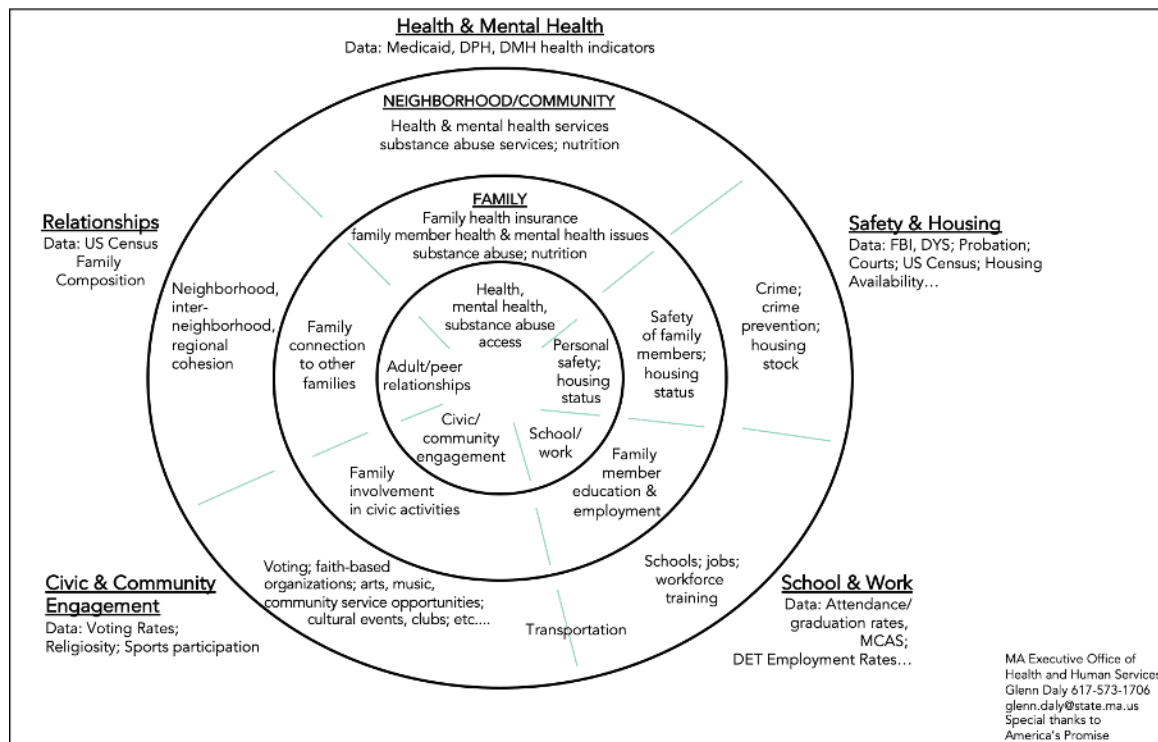 Health & Mental Health
Data: Medicaid, DPH, DMH health indicators
NEIGHBORHOOD/COMMUNITY
Health & mental health services
substance abuse services; nutrition
FAMILY
Family health insurance
family member health & mental health issues
substance abuse; nutrition
Health,
mental health,
substance abuse
access
Relationships
Data: US Census
Family
Composition
Neighborhood,
inter-
neighborhood,
regional
cohesion
Family
connection
to other
families
Adult/peer
relationships
Personal
safety;
housing
status
Safety
of family
members;
housing
status
Crime;
crime
prevention;
housing
stock
Safety & Housing
Data: FBI, DYS; Probation;
Courts; US Census; Housing
Availability...
Civic/
community
engagement
School/
work
Family
involvement
in civic activities
Family
member
education &
employment
Civic & Community
Engagement
Data: Voting Rates;
Religiosity; Sports participation
Voting; faith-based
organizations; arts, music,
community service opportunities;
cultural events, clubs; etc....
Transportation
Schools; jobs;
workforce
training
School & Work
Data: Attendance/
graduation rates,
MCAS;
DET Employment Rates...
MA Executive Office of
Health and Human Services
Glenn Daly 617-573-1706
glenn.daly@state.ma.us
Special thanks to
America's Promise